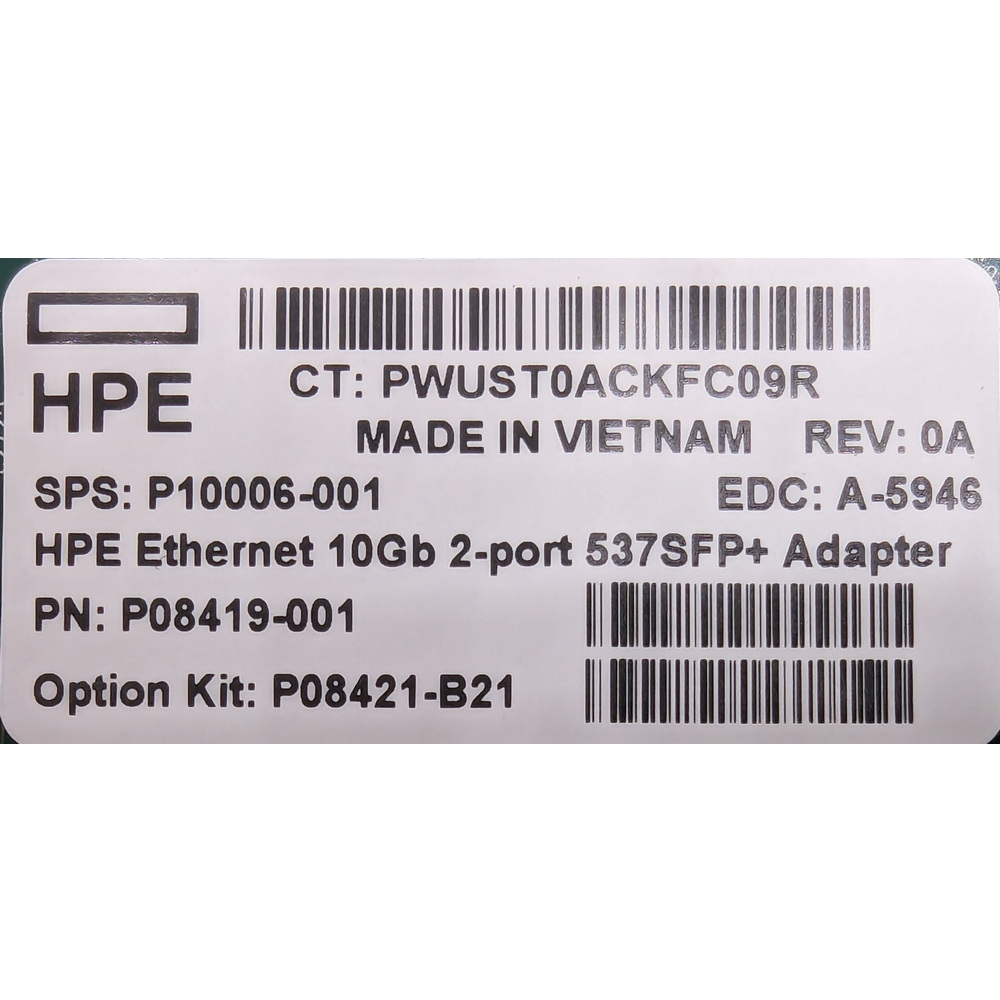 CT: PWUST0ACKFC09R
HPE
MADE IN VIETNAM REV: 0A
SPS: P10006-001 EDC: A-5946
HPE Ethernet 10Gb 2-port 537SFP+ Adapter
PN: P08419-001
Option Kit: P08421-B21